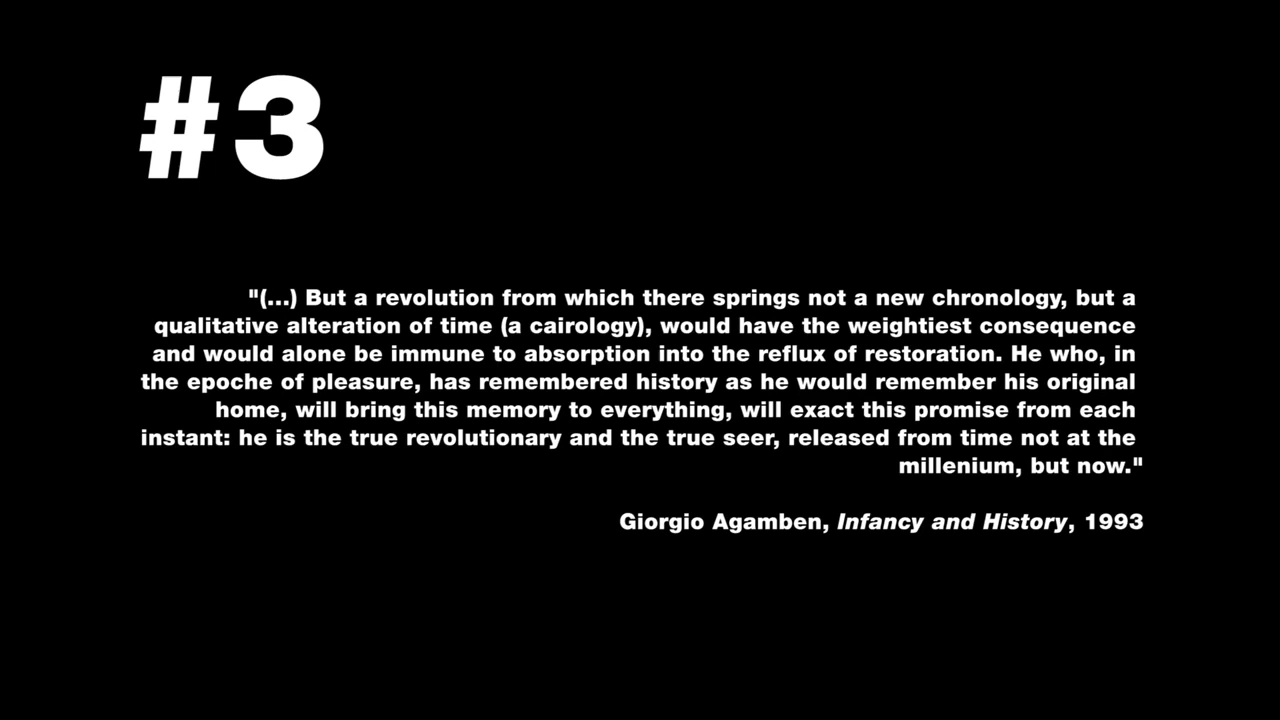 #3
"(...) But a revolution from which there springs not a new chronology, but a
qualitative alteration of time (a cairology), would have the weightiest consequence
and would alone be immune to absorption into the reflux of restoration. He who, in
the epoche of pleasure, has remembered history as he would remember his original
home, will bring this memory to everything, will exact this promise from each
instant: he is the true revolutionary and the true seer, released from time not at the
millenium, but now."
Giorgio Agamben, Infancy and History, 1993